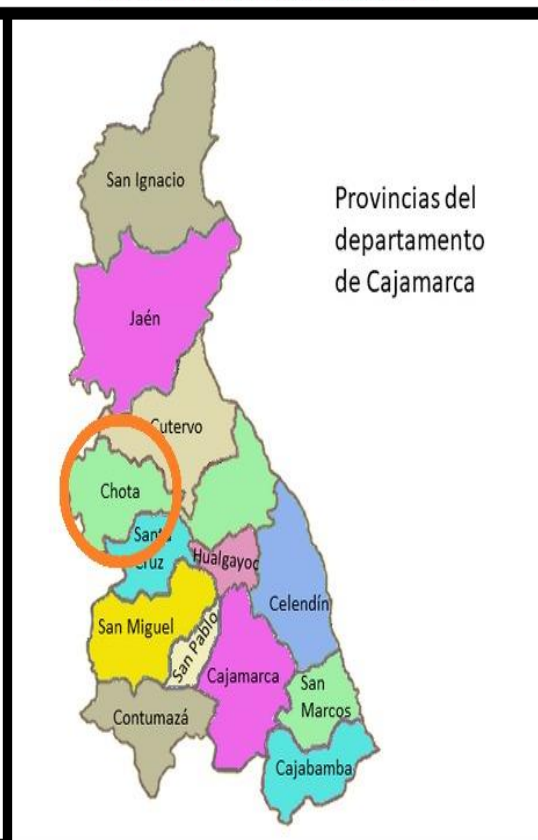 Provincias del
departamento
de Cajamarca
San Ignacio
Jaén
Cutervo
Chota
Santa
Cruz
Hualgayoc
Celendín
San Miguel
San Pablo
Cajamarca
San
Marcos
Contumazá
Cajabamba